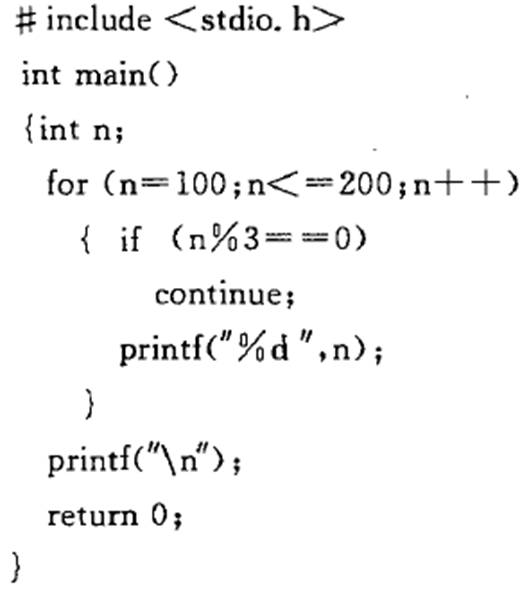 # include <stdio. h>
int main()
{int n;
for (n=100;n<=200;n++)
{ if (n%3==0)
continue;
printf("%d ",n);
}
printf("\n");
return 0;
}